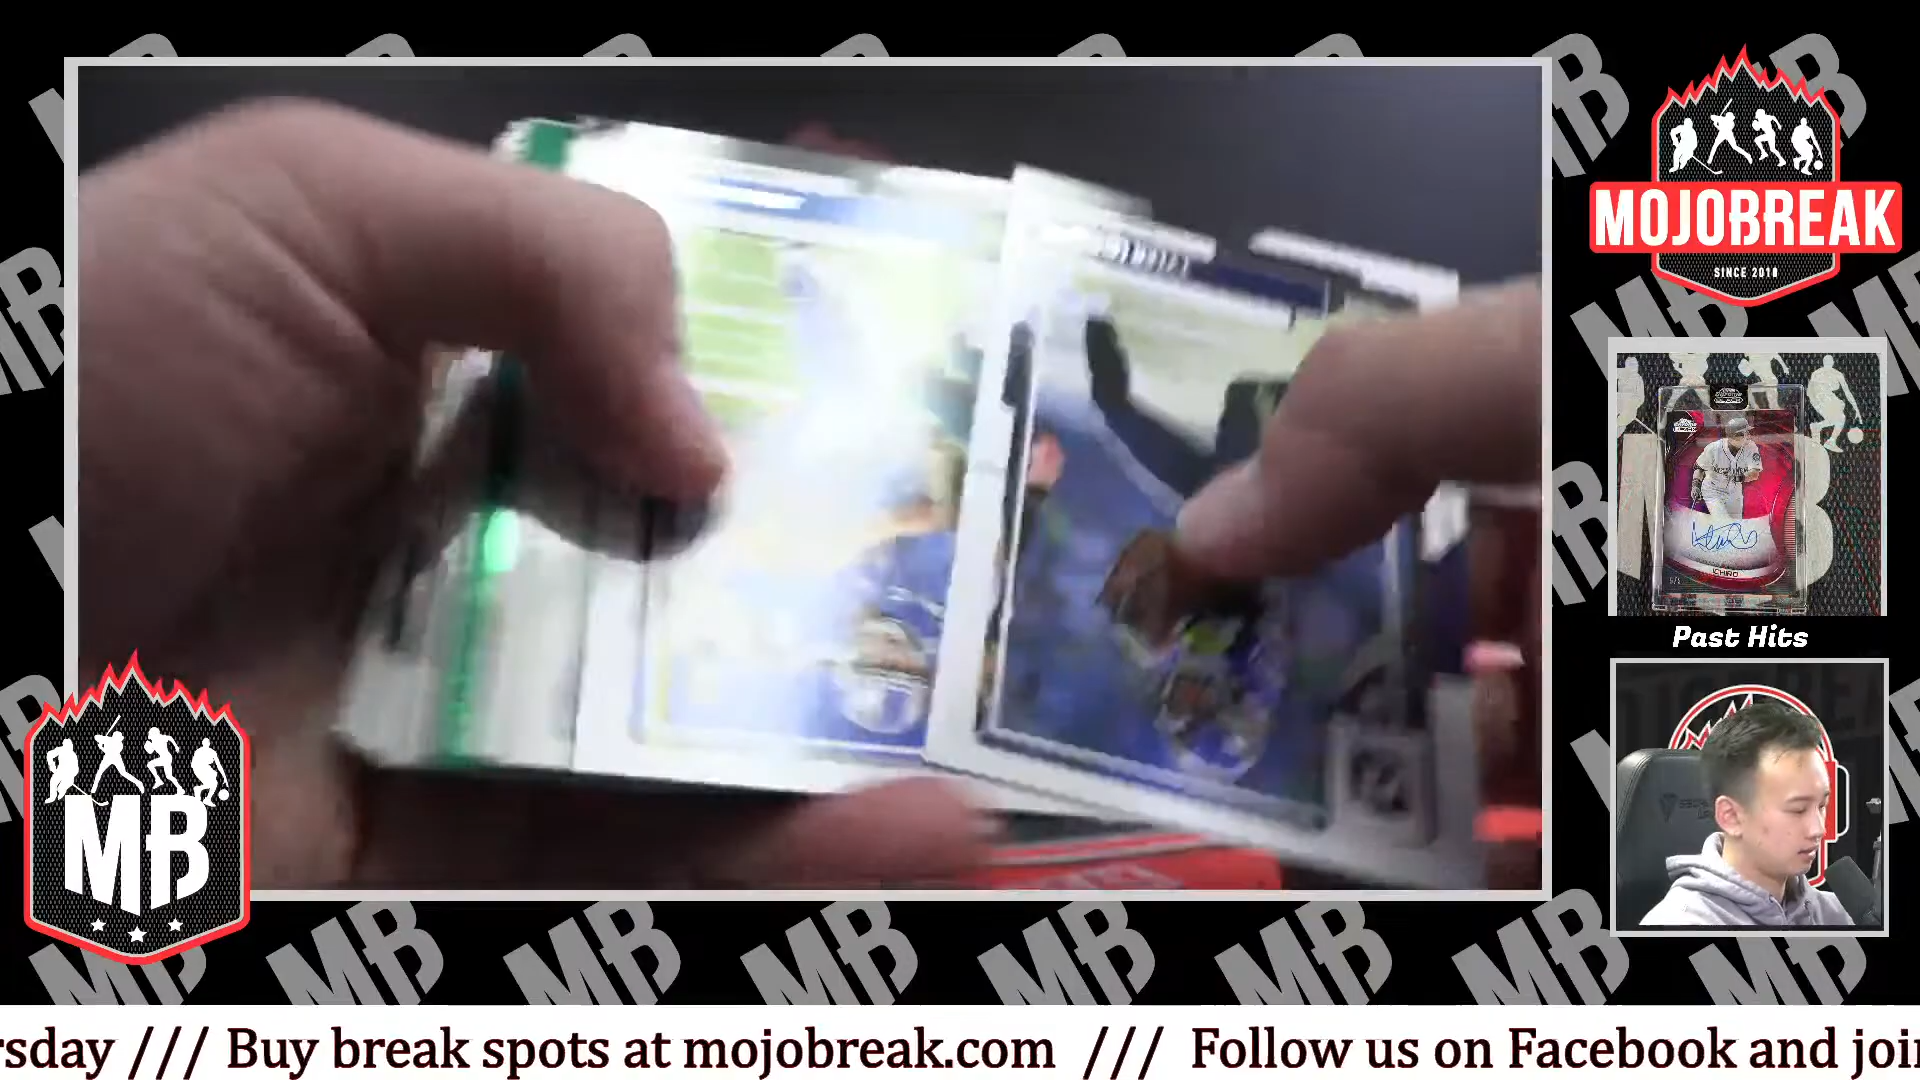 MOJOBREAK
SINCE 2018
ICHIRO
Past Hits
MB
rsday /// Buy break spots at mojobreak.com /// Follow us on Facebook and joi